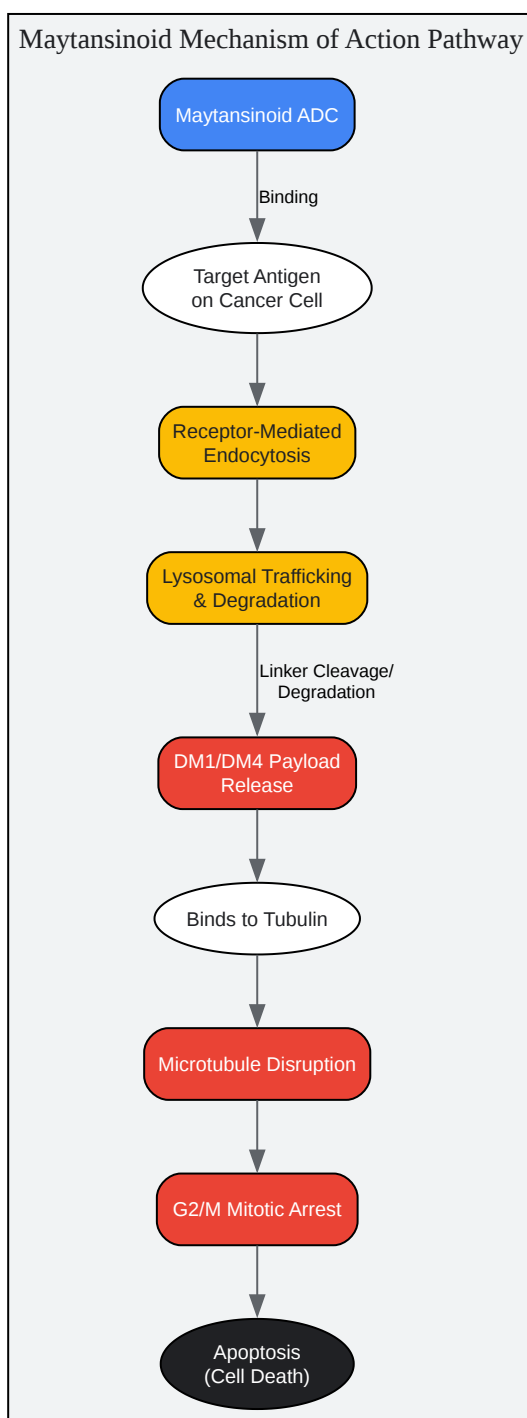 Maytansinoid Mechanism of Action Pathway
Maytansinoid ADC
Binding
Target Antigen
on Cancer Cell
Receptor-Mediated
Endocytosis
Lysosomal Trafficking
& Degradation
Linker Cleavage/
Degradation
DM1/DM4 Payload
Release
Binds to Tubulin
Microtubule Disruption
G2/M Mitotic Arrest
Apoptosis
(Cell Death)